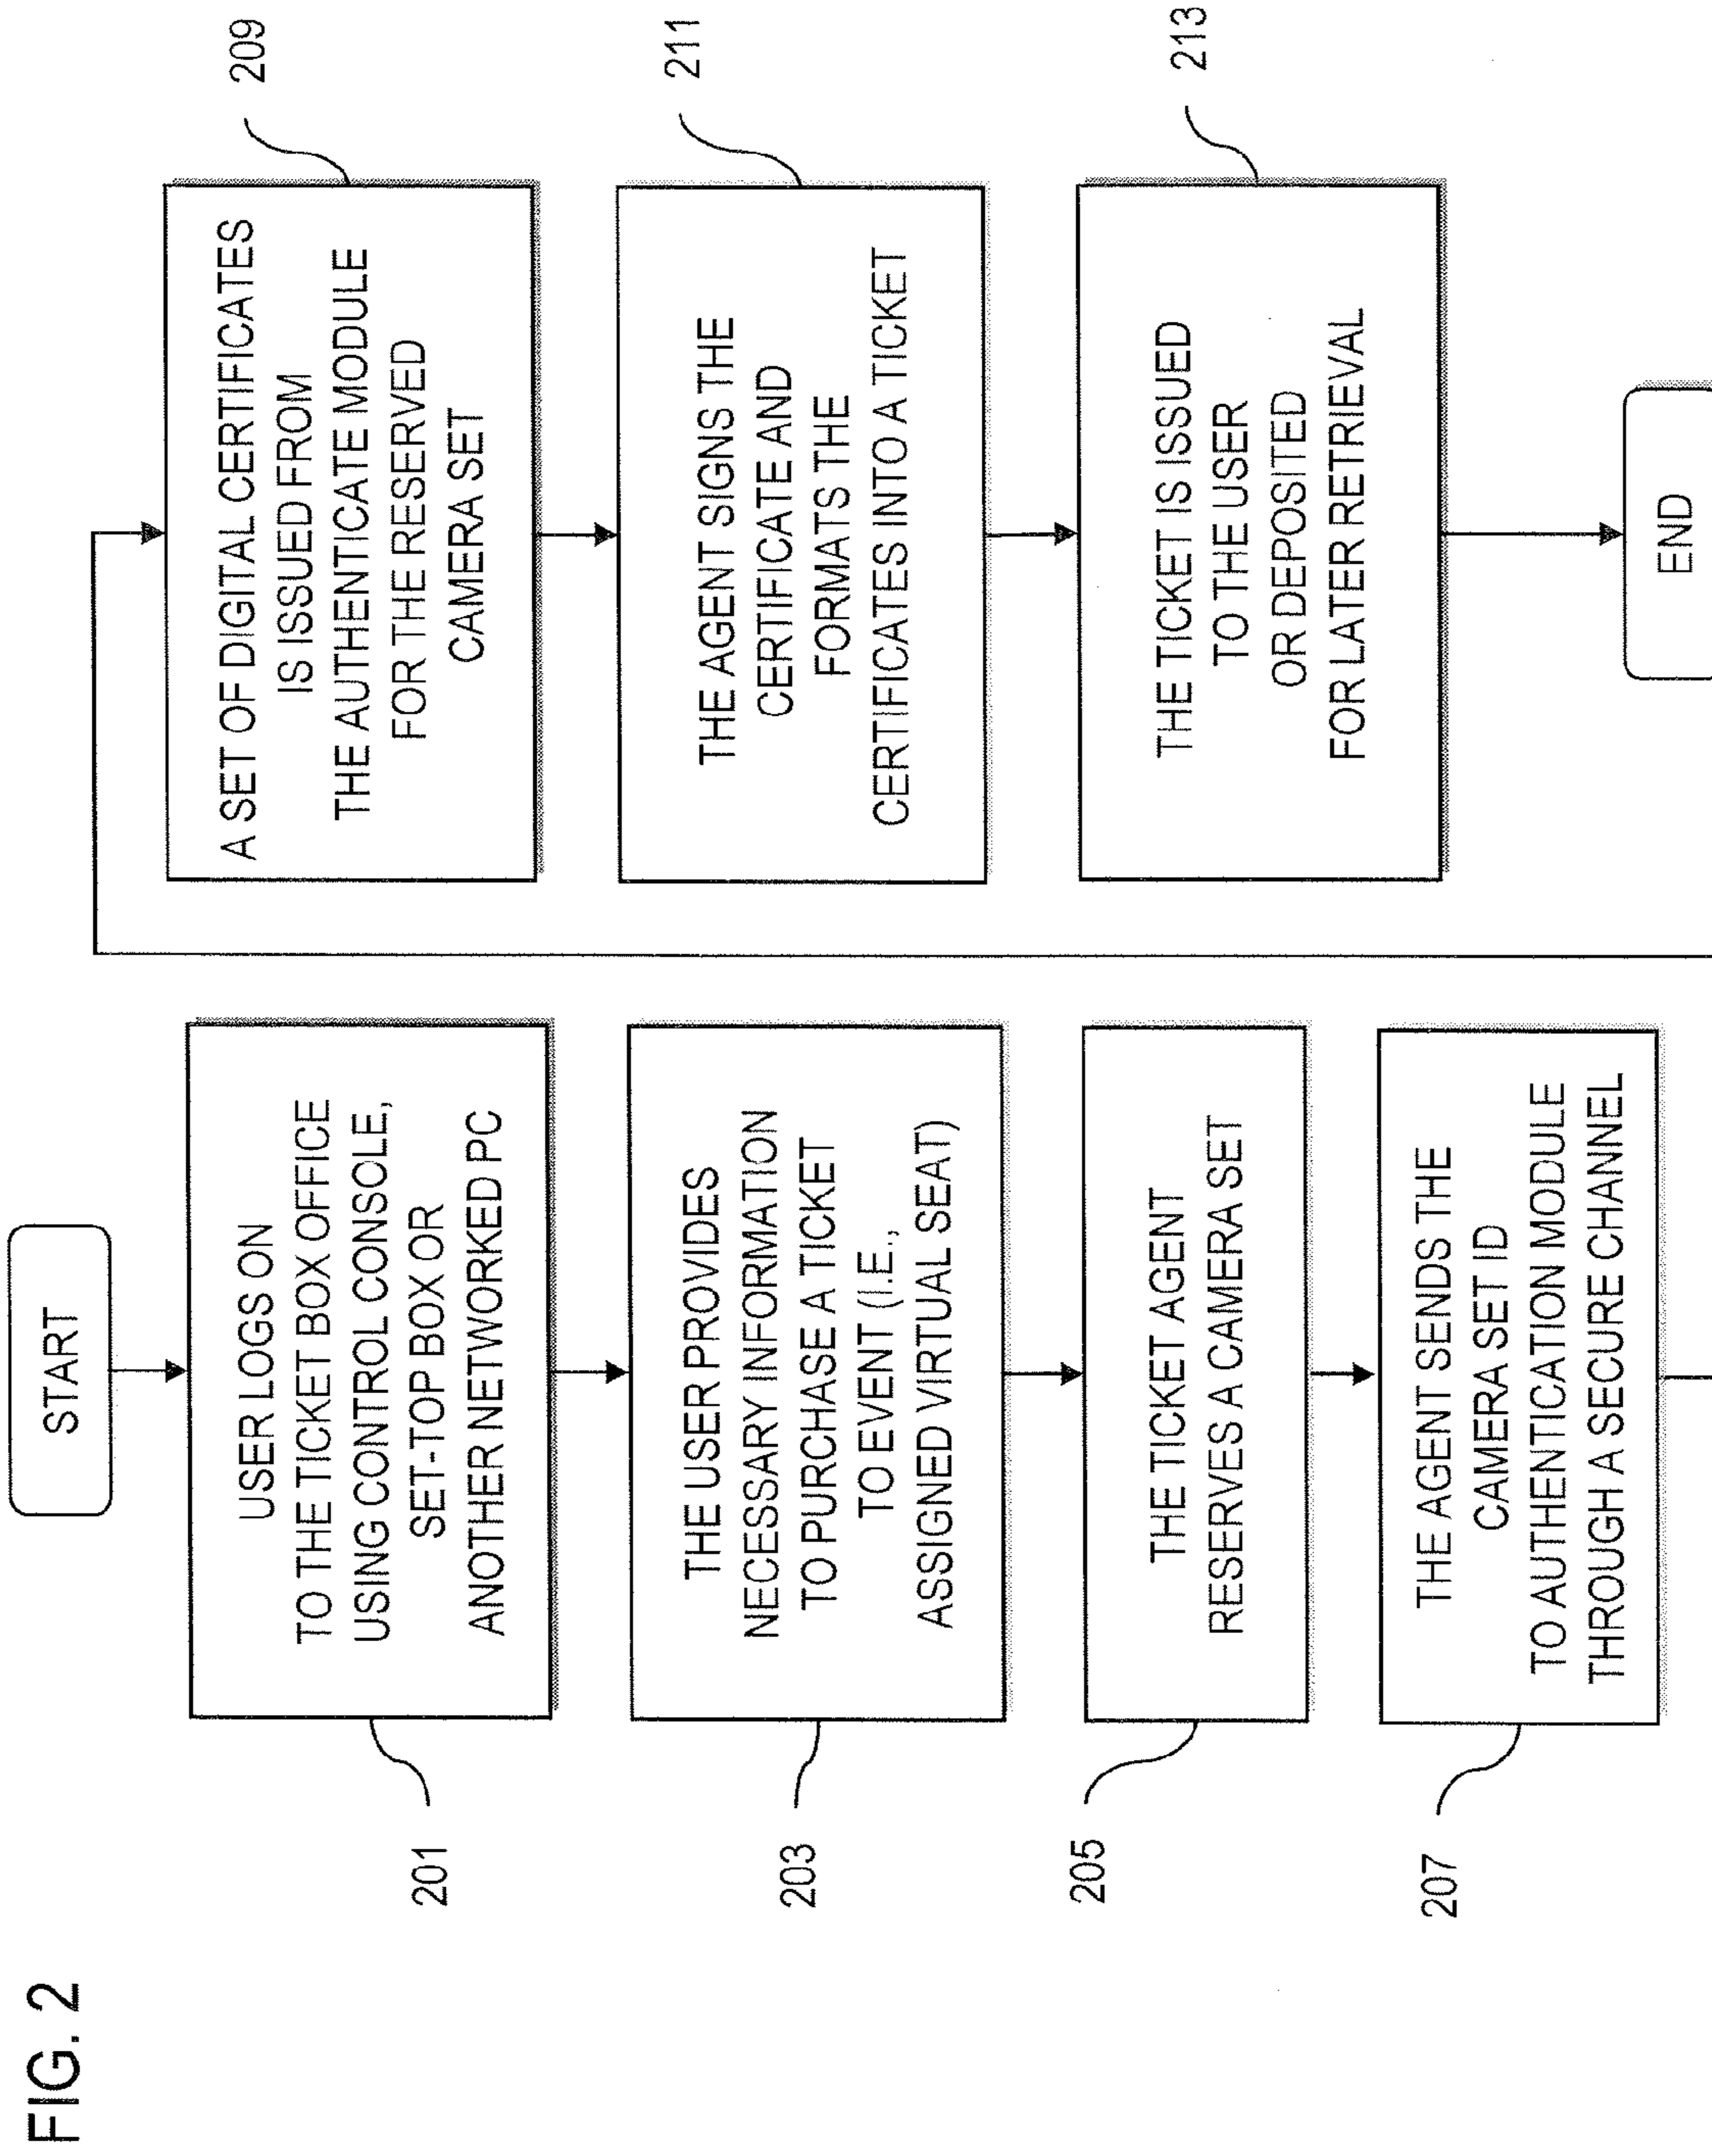 FIG. 2
START
USER LOGS ON
TO THE TICKET BOX OFFICE
USING CONTROL CONSOLE,
SET-TOP BOX OR
ANOTHER NETWORKED PC
201
THE USER PROVIDES
NECESSARY INFORMATION
TO PURCHASE A TICKET
TO EVENT (I.E.,
ASSIGNED VIRTUAL SEAT)
203
THE TICKET AGENT
RESERVES A CAMERA SET
205
THE AGENT SENDS THE
CAMERA SET ID
TO AUTHENTICATION MODULE
THROUGH A SECURE CHANNEL
207
A SET OF DIGITAL CERTIFICATES
IS ISSUED FROM
THE AUTHENTICATE MODULE
FOR THE RESERVED
CAMERA SET
209
THE AGENT SIGNS THE
CERTIFICATE AND
FORMATS THE
CERTIFICATES INTO A TICKET
211
THE TICKET IS ISSUED
TO THE USER
OR DEPOSITED
FOR LATER RETRIEVAL
213
END